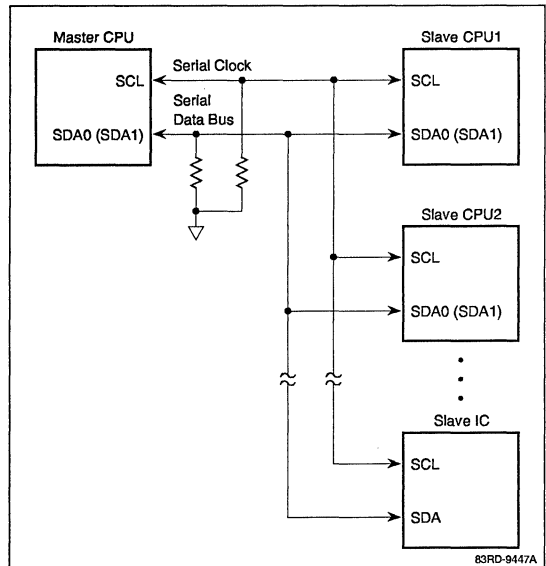 Master CPU
SCL
SDA0 (SDA1)
Serial Clock
Serial
Data Bus
Slave CPU1
SCL
SDA0 (SDA1)
Slave CPU2
SCL
SDA0 (SDA1)
Slave IC
SCL
SDA
83RD-9447A